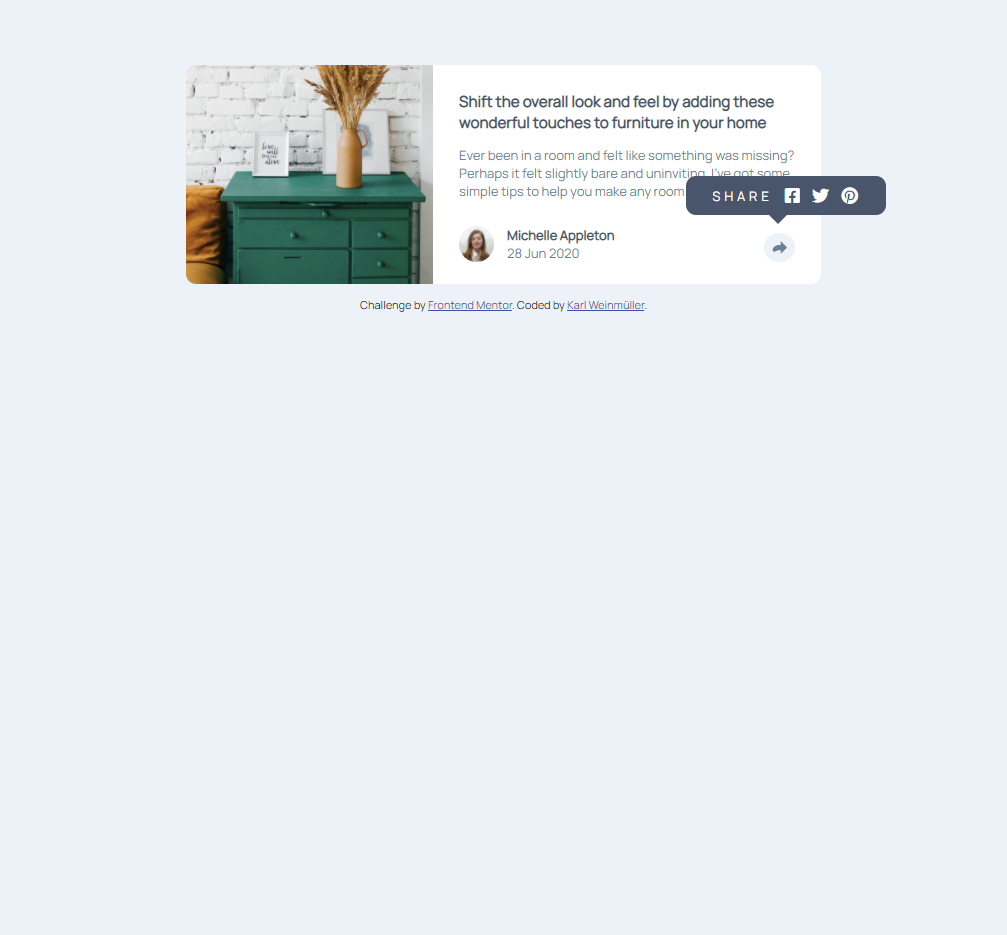 Shift the overall look and feel by adding these
wonderful touches to furniture in your home
Ever been in a room and felt like something was missing?
Perhaps it felt slightly bare and uninviting. I've got some
simple tips to help you make any room
SHARE
Michelle Appleton
28 Jun 2020
Challenge by Frontend Mentor. Coded by Karl Weinmüller.